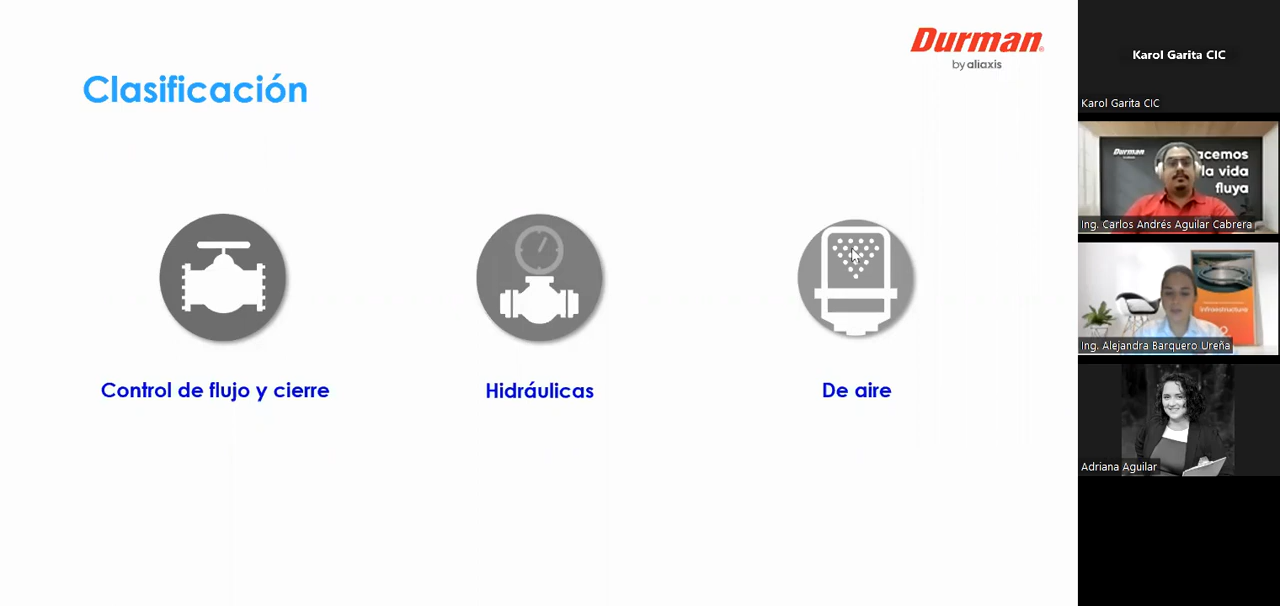 Durman
by aliaxis
Clasificación
Control de flujo y cierre
Hidráulicas
De aire
Karol Garita CIC
Karol Garita CIC
Durman
acemos
la vida
fluya
Ing. Carlos Andrés Aguilar Cabrera
Infraestructura
Ing. Alejandra Barquero Ureña
Adriana Aguilar